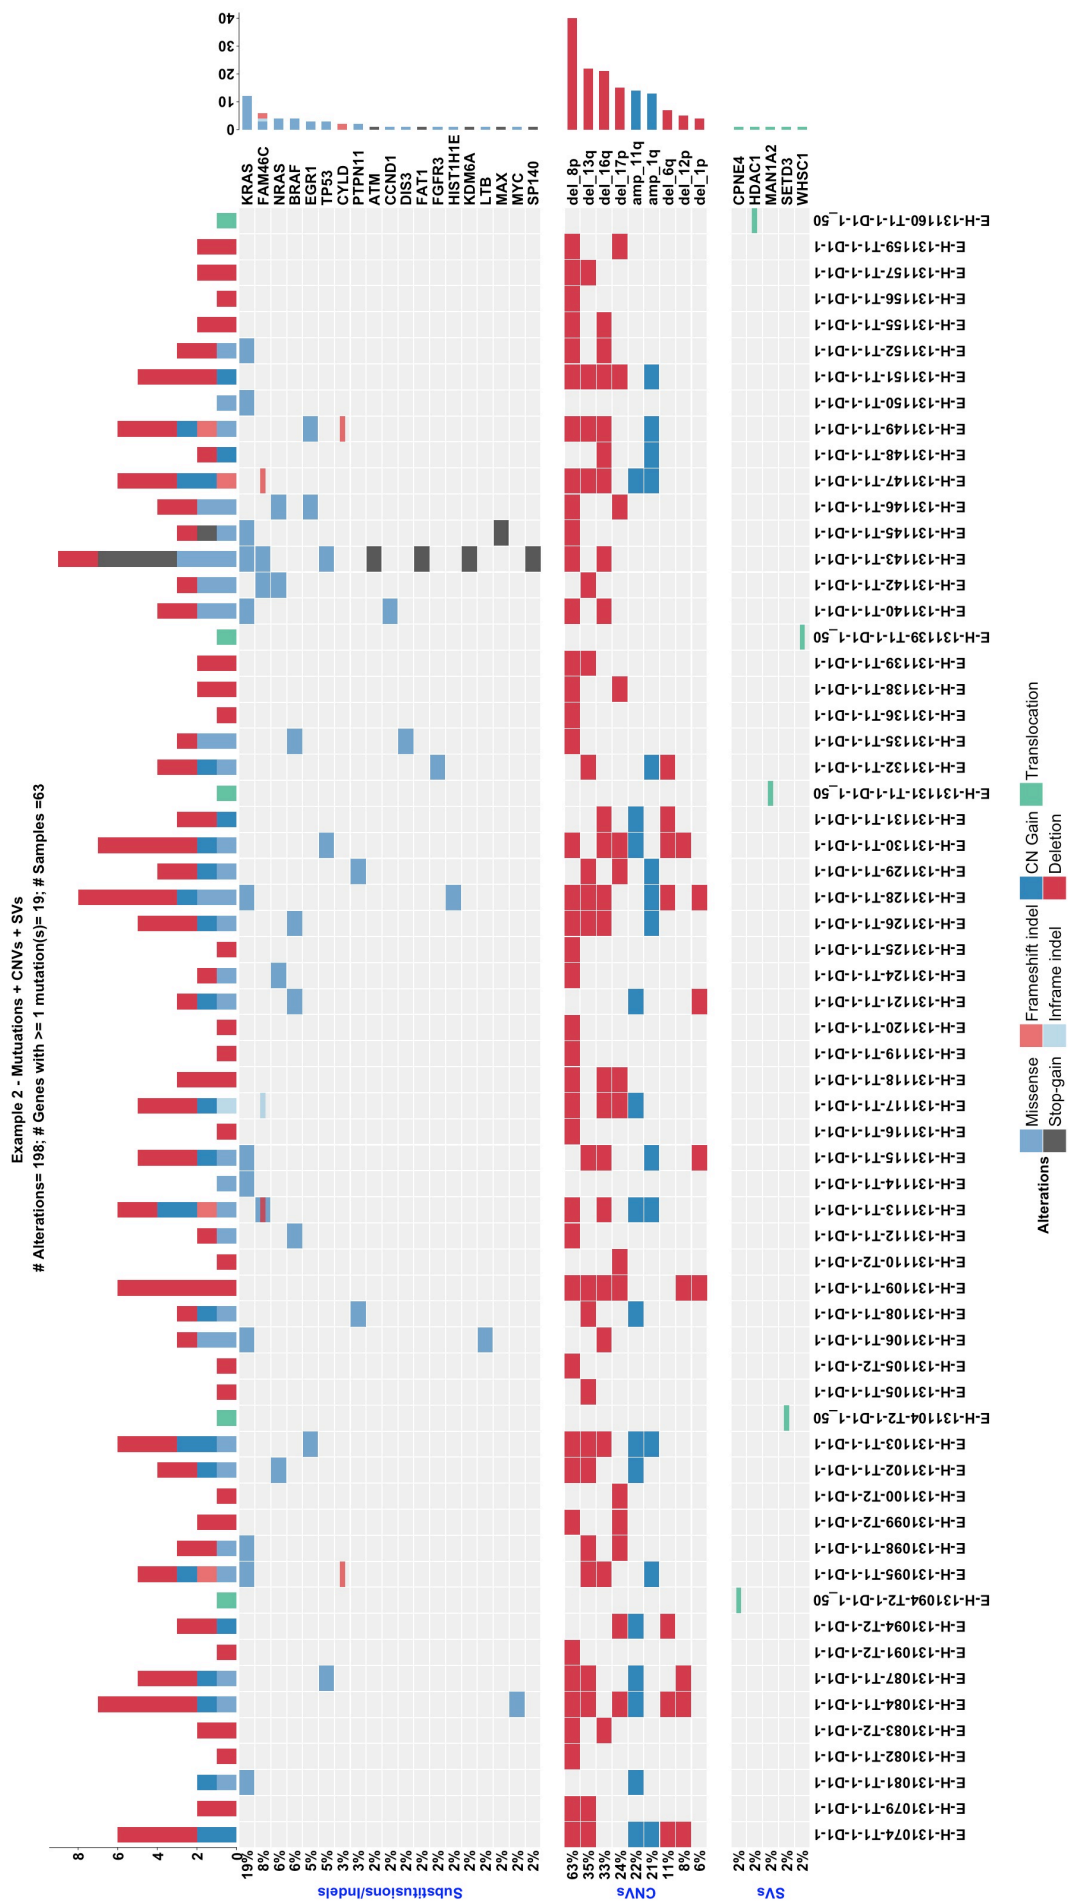 Example 2 - Mutuations + CNVs + SVs
# Alterations= 198; # Genes with >= 1 mutation(s)= 19; # Samples =63
0
2
4
6
8
0
10
20
30
40
Substitusions/Indels
19% KRAS
8% FAM46C
6% NRAS
6% BRAF
5% EGR1
5% TP53
3% CYLD
3% PTPN11
2% ATM
2% CCND1
2% DIS3
2% FAT1
2% FGFR3
2% HIST1H1E
2% KDM6A
2% LTB
2% MAX
2% MYC
2% SP140
CNVs
63% del_8p
35% del_13q
33% del_16q
24% del_17p
22% amp_11q
21% amp_1q
11% del_6q
8% del_12p
6% del_1p
SVs
2% CPNE4
2% HDAC1
2% MAN1A2
2% SETD3
2% WHSC1
E-H-131074-T1-1-D1-1
E-H-131079-T1-1-D1-1
E-H-131081-T1-1-D1-1
E-H-131082-T1-1-D1-1
E-H-131083-T2-1-D1-1
E-H-131084-T1-1-D1-1
E-H-131087-T1-1-D1-1
E-H-131091-T2-1-D1-1
E-H-131094-T2-1-D1-1
E-H-131094-T2-1-D1-1_50
E-H-131095-T1-1-D1-1
E-H-131098-T1-1-D1-1
E-H-131099-T2-1-D1-1
E-H-131100-T2-1-D1-1
E-H-131102-T1-1-D1-1
E-H-131103-T1-1-D1-1
E-H-131104-T2-1-D1-1_50
E-H-131105-T1-1-D1-1
E-H-131105-T2-1-D1-1
E-H-131106-T1-1-D1-1
E-H-131108-T1-1-D1-1
E-H-131109-T1-1-D1-1
E-H-131110-T2-1-D1-1
E-H-131112-T1-1-D1-1
E-H-131113-T1-1-D1-1
E-H-131114-T1-1-D1-1
E-H-131115-T1-1-D1-1
E-H-131116-T1-1-D1-1
E-H-131117-T1-1-D1-1
E-H-131118-T1-1-D1-1
E-H-131119-T1-1-D1-1
E-H-131120-T1-1-D1-1
E-H-131121-T1-1-D1-1
E-H-131124-T1-1-D1-1
E-H-131125-T1-1-D1-1
E-H-131126-T1-1-D1-1
E-H-131128-T1-1-D1-1
E-H-131129-T1-1-D1-1
E-H-131130-T1-1-D1-1
E-H-131131-T1-1-D1-1
E-H-131131-T1-1-D1-1_50
E-H-131132-T1-1-D1-1
E-H-131135-T1-1-D1-1
E-H-131136-T1-1-D1-1
E-H-131138-T1-1-D1-1
E-H-131139-T1-1-D1-1
E-H-131139-T1-1-D1-1_50
E-H-131140-T1-1-D1-1
E-H-131142-T1-1-D1-1
E-H-131143-T1-1-D1-1
E-H-131145-T1-1-D1-1
E-H-131146-T1-1-D1-1
E-H-131147-T1-1-D1-1
E-H-131148-T1-1-D1-1
E-H-131149-T1-1-D1-1
E-H-131150-T1-1-D1-1
E-H-131151-T1-1-D1-1
E-H-131152-T1-1-D1-1
E-H-131155-T1-1-D1-1
E-H-131156-T1-1-D1-1
E-H-131157-T1-1-D1-1
E-H-131159-T1-1-D1-1
E-H-131160-T1-1-D1-1_50
Alterations
Missense Frameshift indel CN Gain Translocation
Stop-gain Inframe indel Deletion